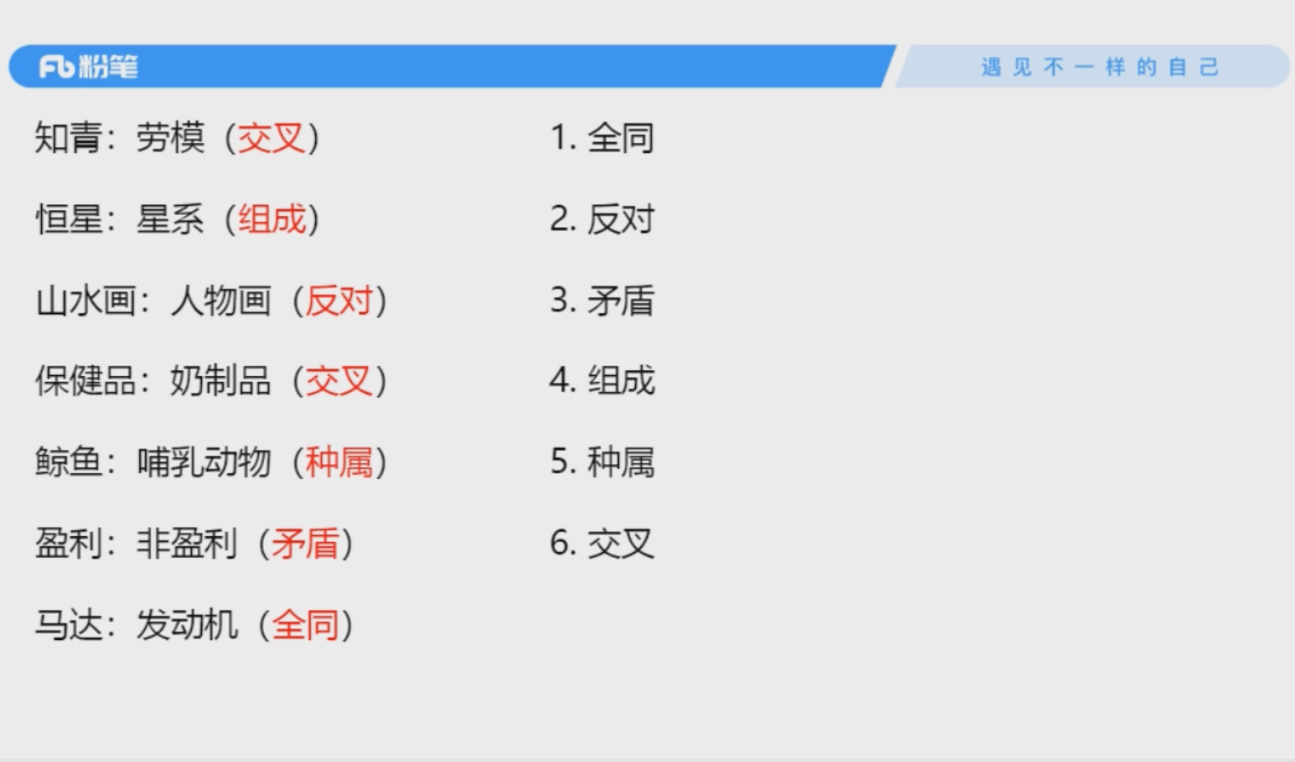 粉笔
遇见不一样的自己
知青：劳模（交叉）
恒星：星系（组成）
山水画：人物画（反对）
保健品：奶制品（交叉）
鲸鱼：哺乳动物（种属）
盈利：非盈利（矛盾）
马达：发动机（全同）
1. 全同
2. 反对
3. 矛盾
4. 组成
5. 种属
6. 交叉